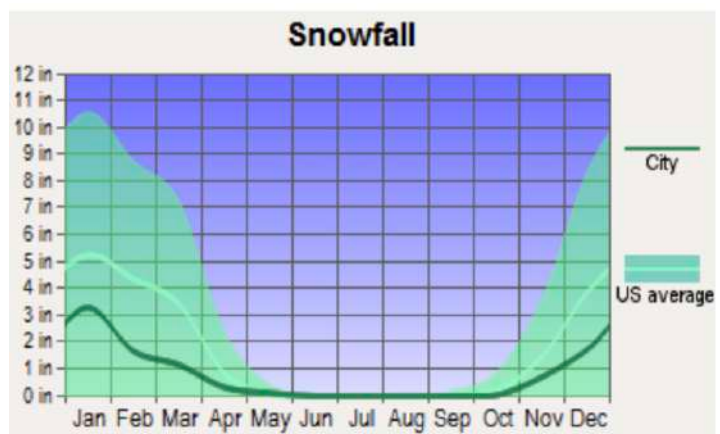 Snowfall
12 in
11 in
10 in
9 in
8 in
7 in
6 in
5 in
4 in
3 in
2 in
1 in
0 in
Jan Feb Mar Apr May Jun Jul Aug Sep Oct Nov Dec
City
US average